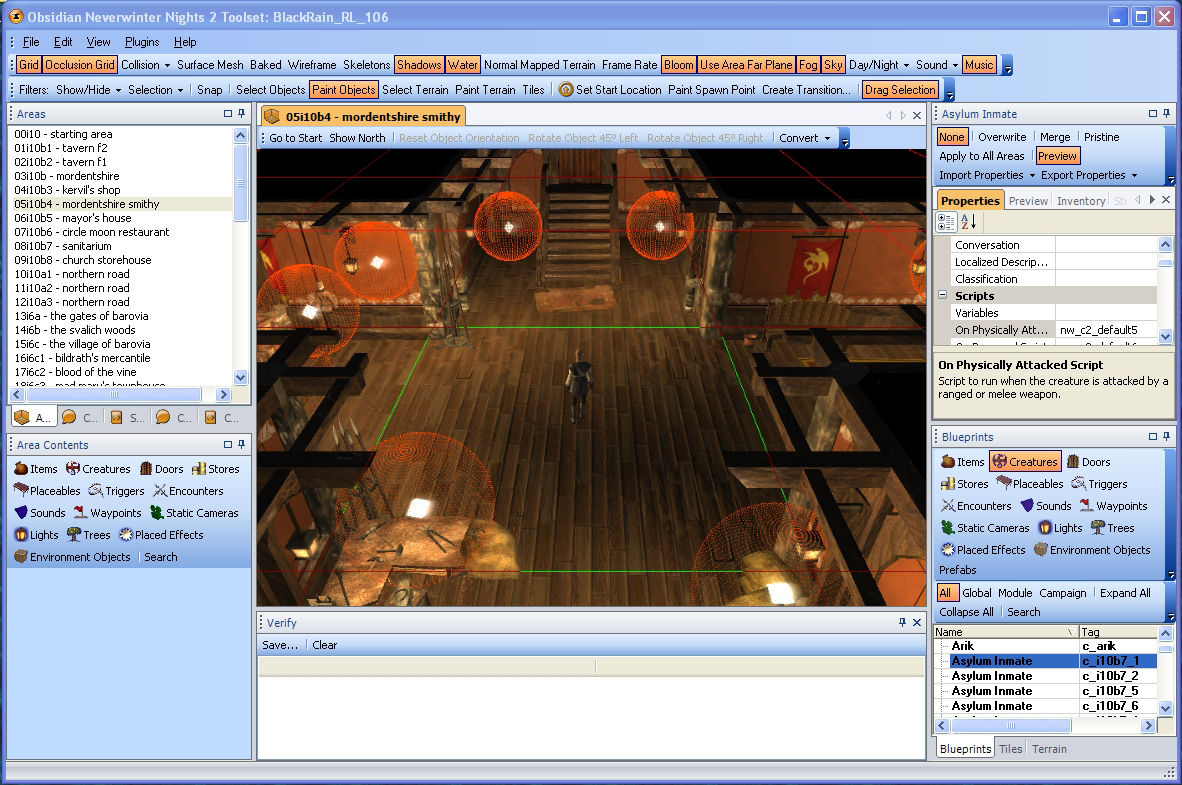 Obsidian Neverwinter Nights 2 Toolset: BlackRain_RL_106
File Edit View Plugins Help
Grid Occlusion Grid Collision Surface Mesh Baked Wireframe Skeletons Shadows Water Normal Mapped Terrain Frame Rate Bloom Use Area Far Plane Fog Sky Day/Night Sound Music
Filters: Show/Hide Selection Snap Select Objects Paint Objects Select Terrain Paint Terrain Tiles Set Start Location Paint Spawn Point Create Transition... Drag Selection
Areas
00i10 - starting area
01i10b1 - tavern f2
02i10b2 - tavern f1
03i10b - mordentshire
04i10b3 - kervil's shop
05i10b4 - mordentshire smithy
06i10b5 - mayor's house
07i10b6 - circle moon restaurant
08i10b7 - sanitarium
09i10b8 - church storehouse
10i10a1 - northern road
11i10a2 - northern road
12i10a3 - northern road
13i6a - the gates of barovia
14i6b - the svalich woods
15i6c - the village of barovia
16i6c1 - bildrath's mercantile
17i6c2 - blood of the vine
18i6c3 - mad mary's townhouse
A... C... S... C... C...
Area Contents
Items Creatures Doors Stores
Placeables Triggers Encounters
Sounds Waypoints Static Cameras
Lights Trees Placed Effects
Environment Objects Search
05i10b4 - mordentshire smithy
Go to Start Show North Reset Object Orientation Rotate Object 45º Left Rotate Object 45º Right Convert
Verify
Save... Clear
Asylum Inmate
None Overwrite Merge Pristine
Apply to All Areas Preview
Import Properties Export Properties
Properties Preview Inventory St
Conversation
Localized Descrip...
Classification
Scripts
Variables
On Physically Att... nw_c2_default5
On Physically Attacked Script
Script to run when the creature is attacked by a
ranged or melee weapon.
Blueprints
Items Creatures Doors
Stores Placeables Triggers
Encounters Sounds Waypoints
Static Cameras Lights Trees
Placed Effects Environment Objects
Prefabs
All Global Module Campaign Expand All
Collapse All Search
Name Tag
Arik c_arik
Asylum Inmate c_i10b7_1
Asylum Inmate c_i10b7_2
Asylum Inmate c_i10b7_5
Asylum Inmate c_i10b7_6
Blueprints Tiles Terrain